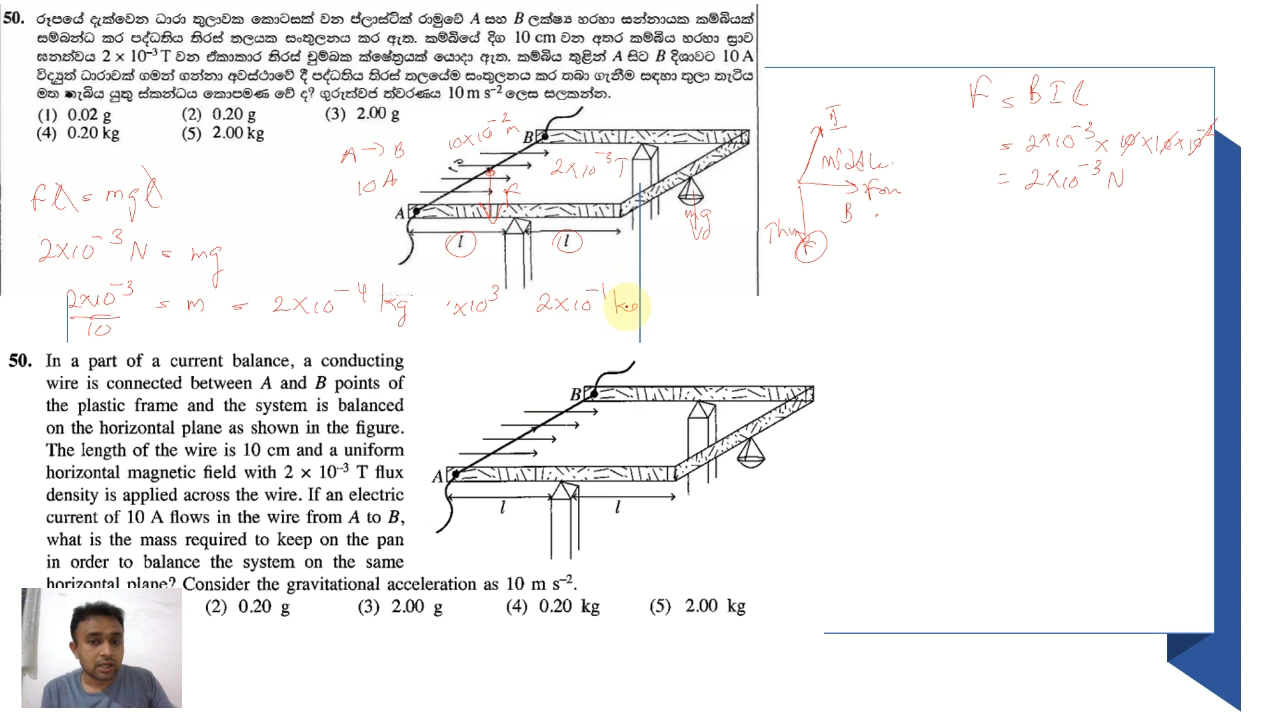 50. රූපයේ දැක්වෙන ධාරා තුලාවක කොටසක් වන ප්ලාස්ටික් රාමුවේ A සහ B ලක්ෂ්‍ය හරහා සන්නායක කම්බියක්
සම්බන්ධ කර පද්ධතිය තිරස් තලයක සංතුලනය කර ඇත. කම්බියේ දිග 10 cm වන අතර කම්බිය හරහා ස්‍රාව
ඝනත්වය 2 × 10⁻³ T වන ඒකාකාර තිරස් චුම්බක ක්ෂේත්‍රයක් යොදා ඇත. කම්බිය තුළින් A සිට B දිශාවට 10 A
විද්‍යුත් ධාරාවක් ගමන් ගන්නා අවස්ථාවේ දී පද්ධතිය තිරස් තලයේම සංතුලනය කර තබා ගැනීම සඳහා තුලා තැටිය
මත තැබිය යුතු ස්කන්ධය කොපමණ වේ ද? ගුරුත්වජ ත්වරණය 10 m s⁻² ලෙස සලකන්න.
(1) 0.02 g (2) 0.20 g (3) 2.00 g
(4) 0.20 kg (5) 2.00 kg
A → B
10 A
10×10⁻² m
2×10⁻³ T
B
A
F
mg
l l
fl = mgl
2×10⁻³ N = mg
2×10⁻³/10 = m = 2×10⁻⁴ kg ×10³ 2×10⁻¹
I
Middle
B
F = BIl
= 2×10⁻³ × 10×10×10⁻²
= 2×10⁻³ N
50. In a part of a current balance, a conducting
wire is connected between A and B points of
the plastic frame and the system is balanced
on the horizontal plane as shown in the figure.
The length of the wire is 10 cm and a uniform
horizontal magnetic field with 2 × 10⁻³ T flux
density is applied across the wire. If an electric
current of 10 A flows in the wire from A to B,
what is the mass required to keep on the pan
in order to balance the system on the same
horizontal plane? Consider the gravitational acceleration as 10 m s⁻².
(2) 0.20 g (3) 2.00 g (4) 0.20 kg (5) 2.00 kg
B
A
l l